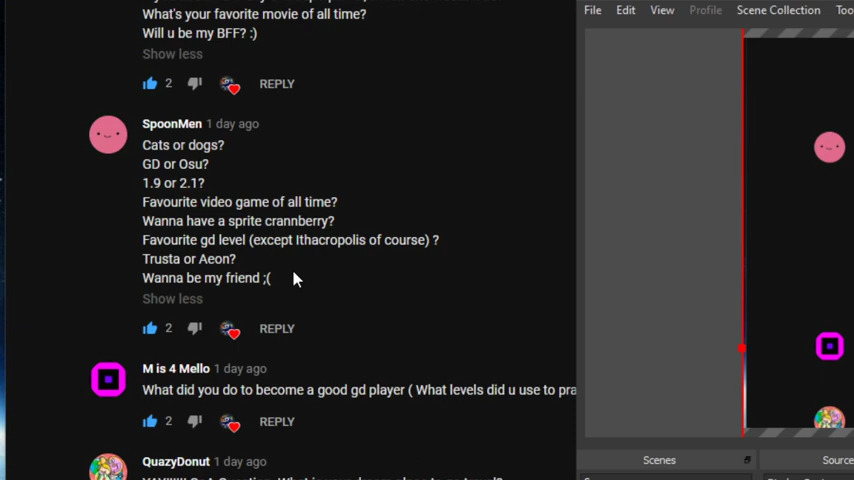 What's your favorite movie of all time?
Will u be my BFF? :)
Show less
2
REPLY
SpoonMen 1 day ago
Cats or dogs?
GD or Osu?
1.9 or 2.1?
Favourite video game of all time?
Wanna have a sprite crannberry?
Favourite gd level (except Ithacropolis of course) ?
Trusta or Aeon?
Wanna be my friend ;(
Show less
2
REPLY
M is 4 Mello 1 day ago
What did you do to become a good gd player ( What levels did u use to pra
2
REPLY
QuazyDonut 1 day ago
File Edit View Profile Scene Collection Too
Scenes
Source